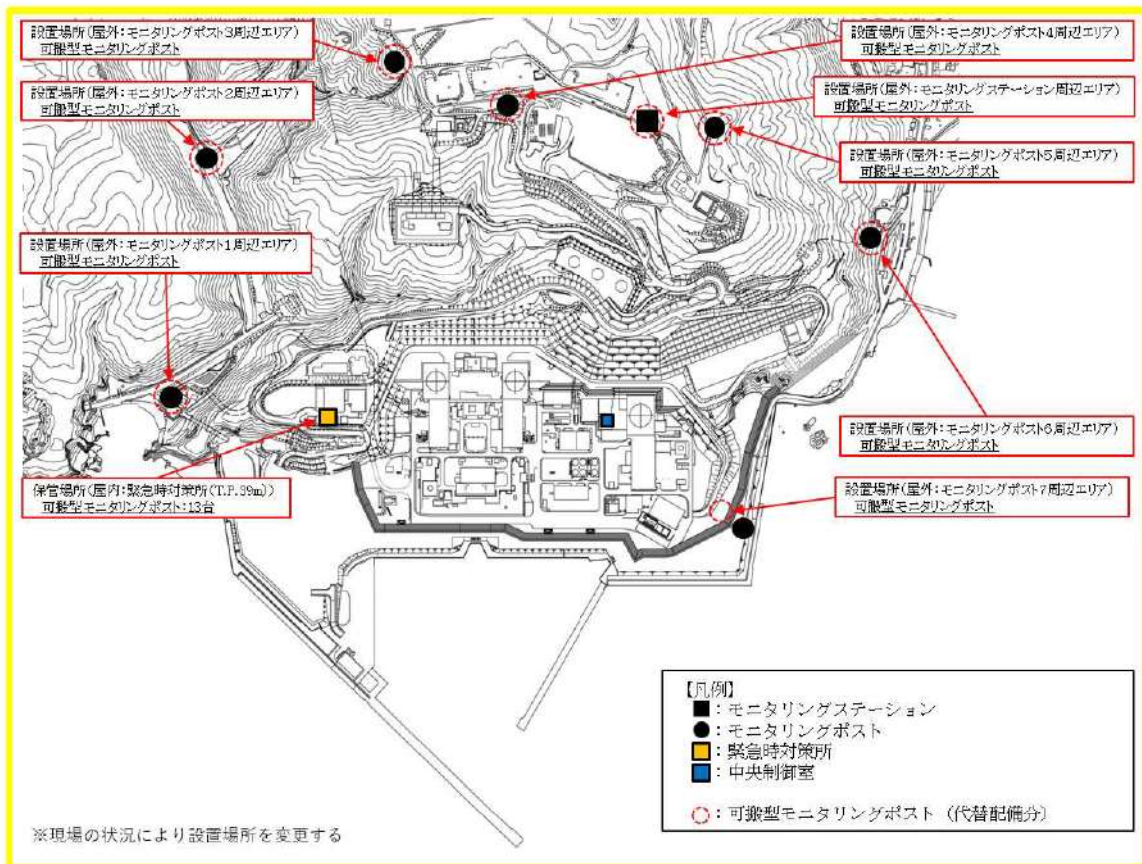 設置場所(屋外:モニタリングポスト3周辺エリア)
可搬型モニタリングポスト
設置場所(屋外:モニタリングポスト4周辺エリア)
可搬型モニタリングポスト
設置場所(屋外:モニタリングポスト2周辺エリア)
可搬型モニタリングポスト
設置場所(屋外:モニタリングステーション周辺エリア)
可搬型モニタリングポスト
設置場所(屋外:モニタリングポスト5周辺エリア)
可搬型モニタリングポスト
設置場所(屋外:モニタリングポスト1周辺エリア)
可搬型モニタリングポスト
設置場所(屋外:モニタリングポスト6周辺エリア)
可搬型モニタリングポスト
保管場所(屋内:緊急時対策所(T.P.39m))
可搬型モニタリングポスト:13台
設置場所(屋外:モニタリングポスト7周辺エリア)
可搬型モニタリングポスト
【凡例】
■:モニタリングステーション
●:モニタリングポスト
:緊急時対策所
:中央制御室
:可搬型モニタリングポスト(代替配備分)
※現場の状況により設置場所を変更する